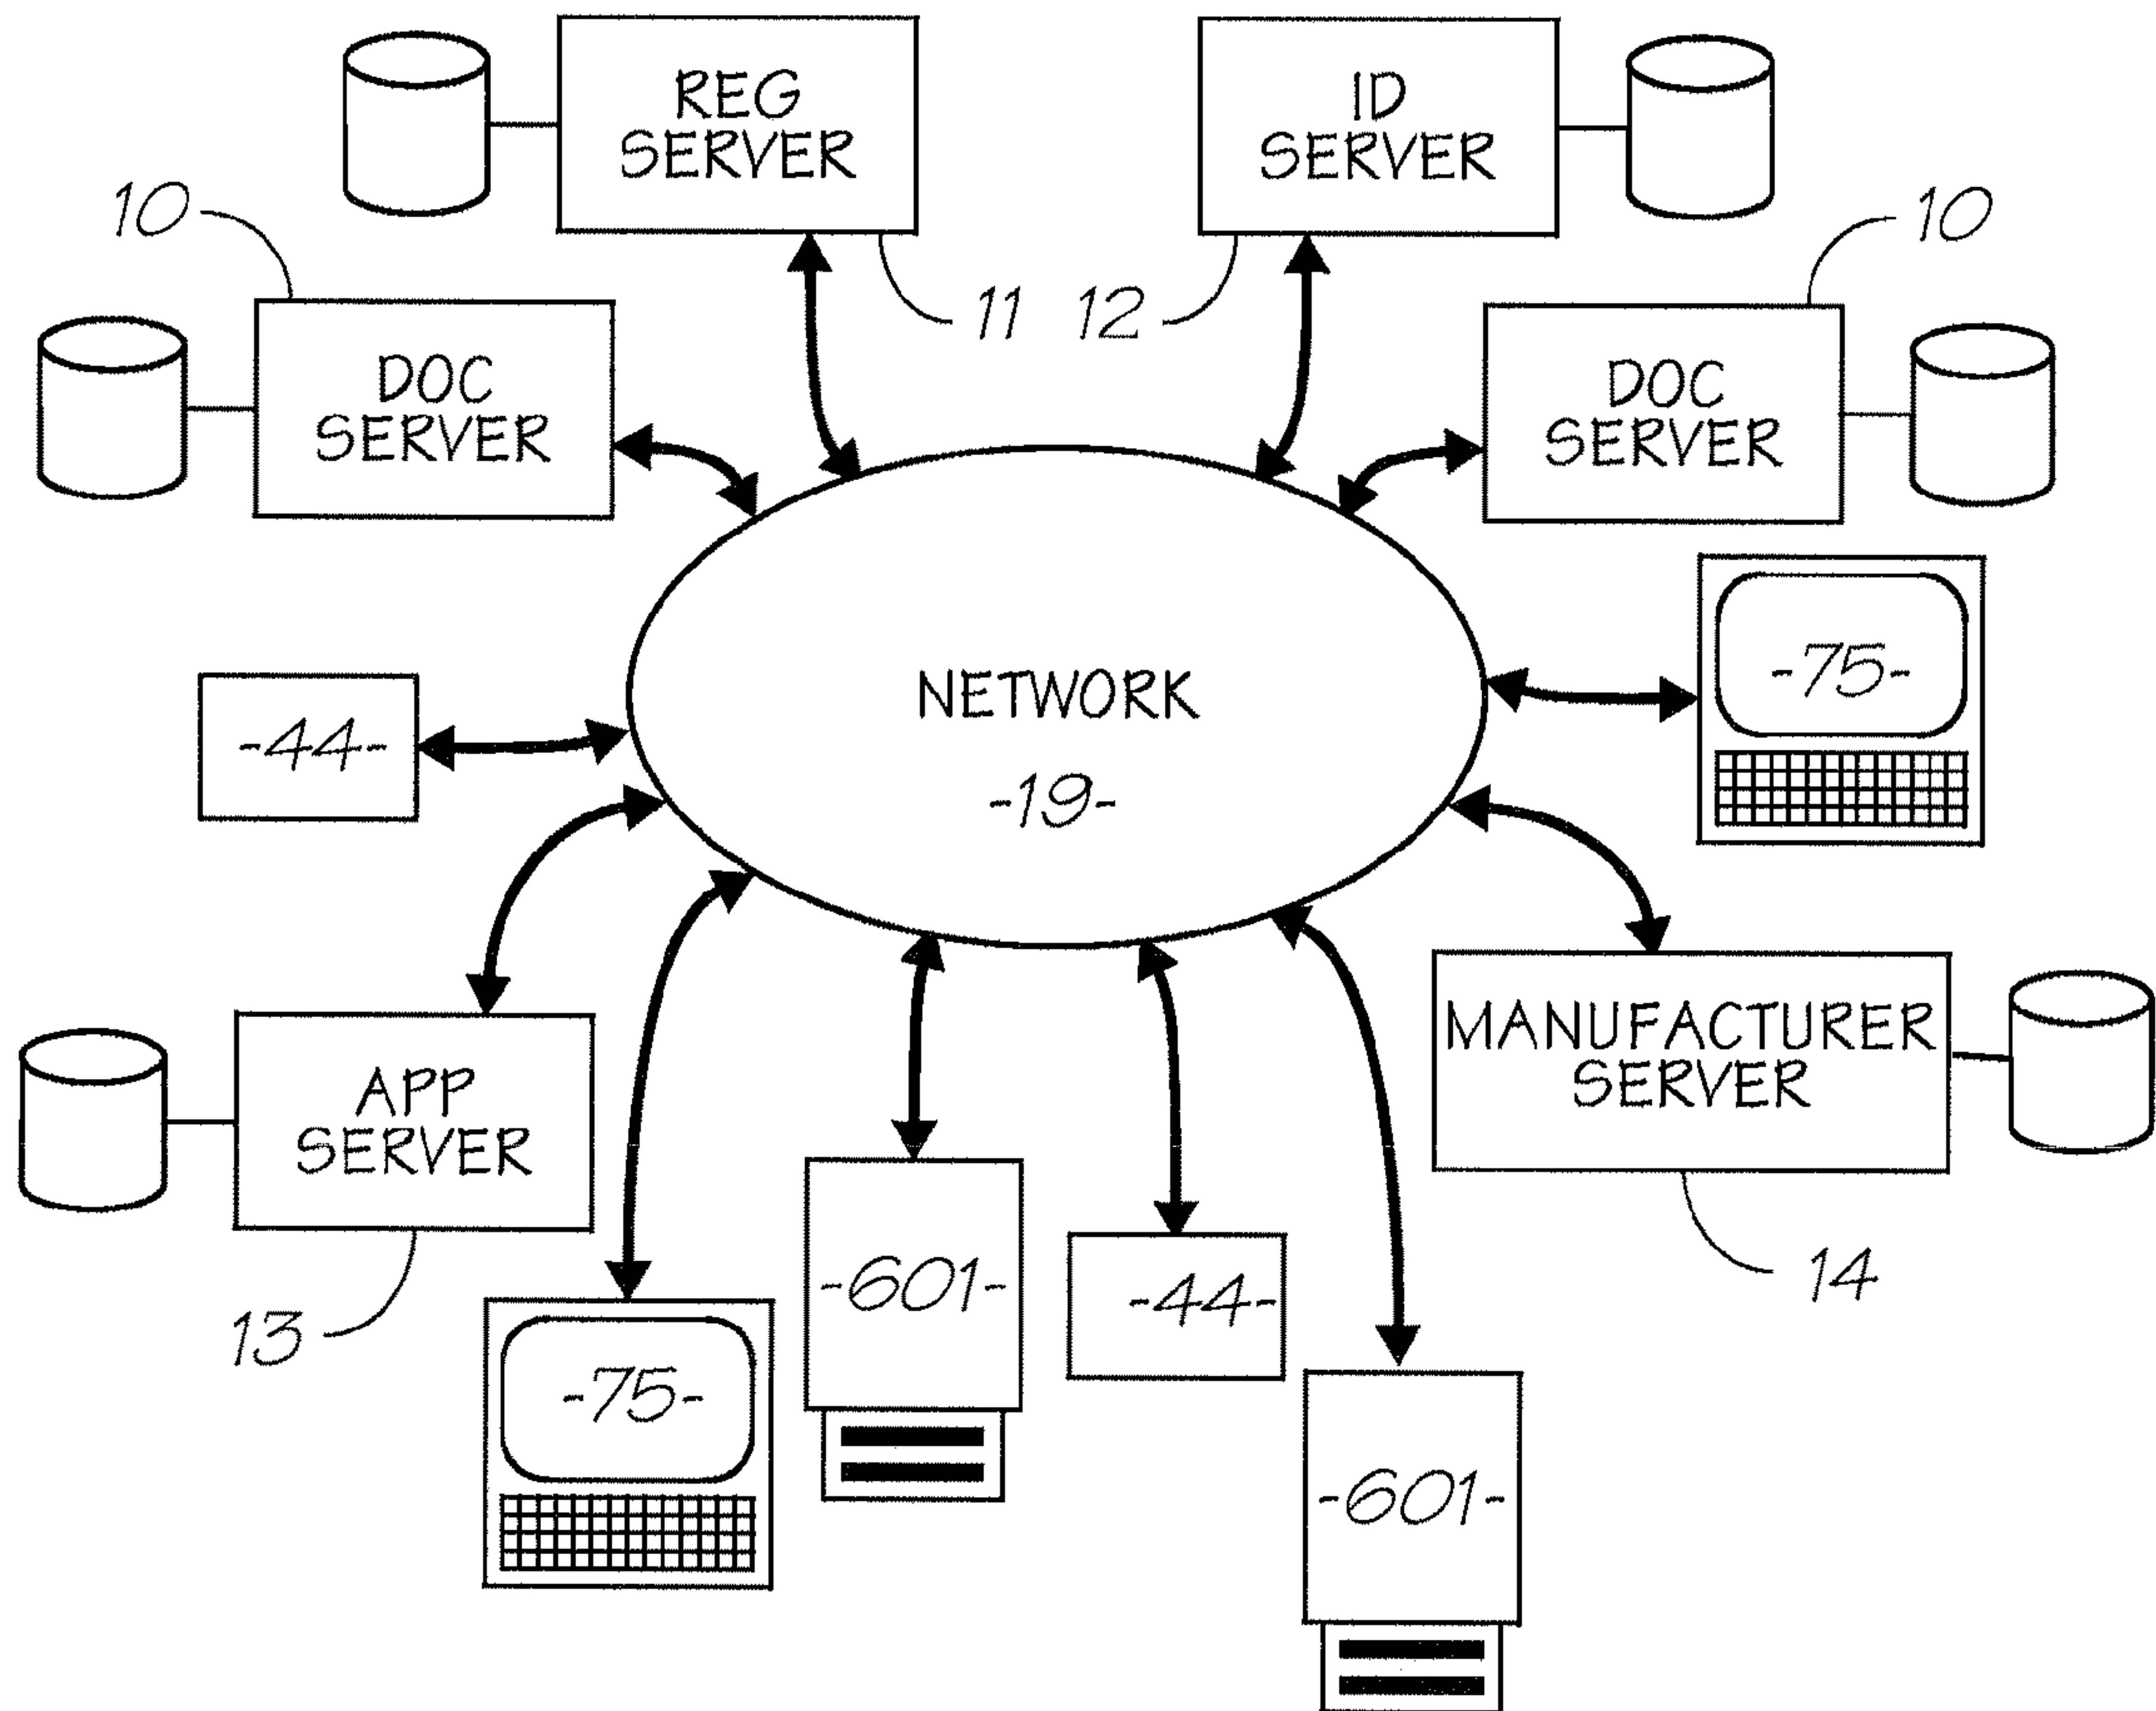 REG
SERVER
ID
SERVER
10
10
11
12
DOC
SERVER
DOC
SERVER
-75-
NETWORK
-19-
-44-
MANUFACTURER
SERVER
APP
SERVER
-601-
-44-
14
13
-75-
-601-